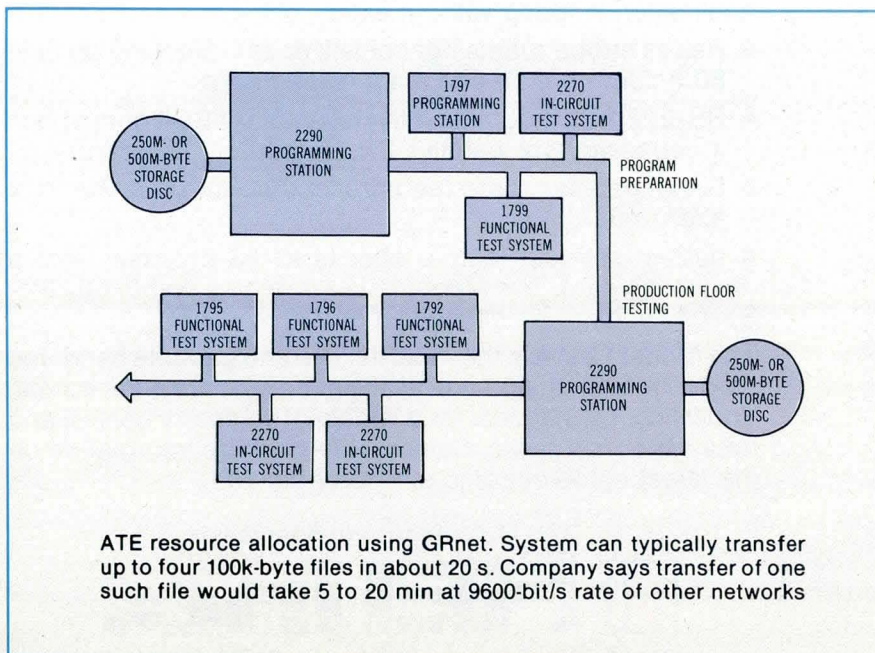 1797
PROGRAMMING
STATION
2270
IN-CIRCUIT
TEST SYSTEM
2290
PROGRAMMING
STATION
250M- OR
500M-BYTE
STORAGE
DISC
PROGRAM
PREPARATION
1799
FUNCTIONAL
TEST SYSTEM
PRODUCTION FLOOR
TESTING
1795
FUNCTIONAL
TEST SYSTEM
1796
FUNCTIONAL
TEST SYSTEM
1792
FUNCTIONAL
TEST SYSTEM
2290
PROGRAMMING
STATION
250M- OR
500M-BYTE
STORAGE
DISC
2270
IN-CIRCUIT
TEST SYSTEM
2270
IN-CIRCUIT
TEST SYSTEM
ATE resource allocation using GRnet. System can typically transfer
up to four 100k-byte files in about 20 s. Company says transfer of one
such file would take 5 to 20 min at 9600-bit/s rate of other networks